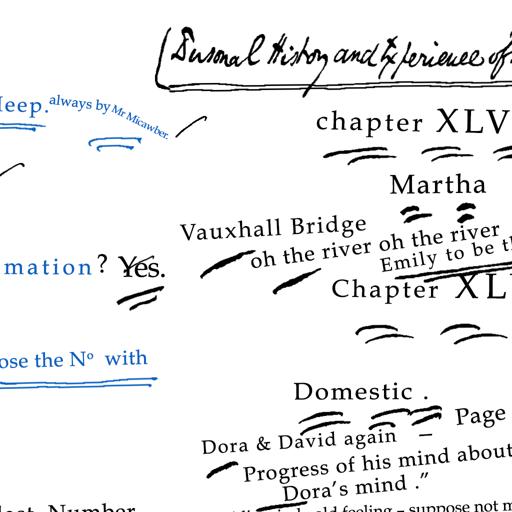 (Personal History and Experience of
Heep. always by Mr Micawber.
chapter XLV
Martha
Vauxhall Bridge
oh the river oh the river
Emily to be th
mation? Yes.
Chapter XL
ose the Nº with
Domestic .
Page
Dora & David again –
Progress of his mind about
Dora's mind ."
old feeling – suppose not m
Number